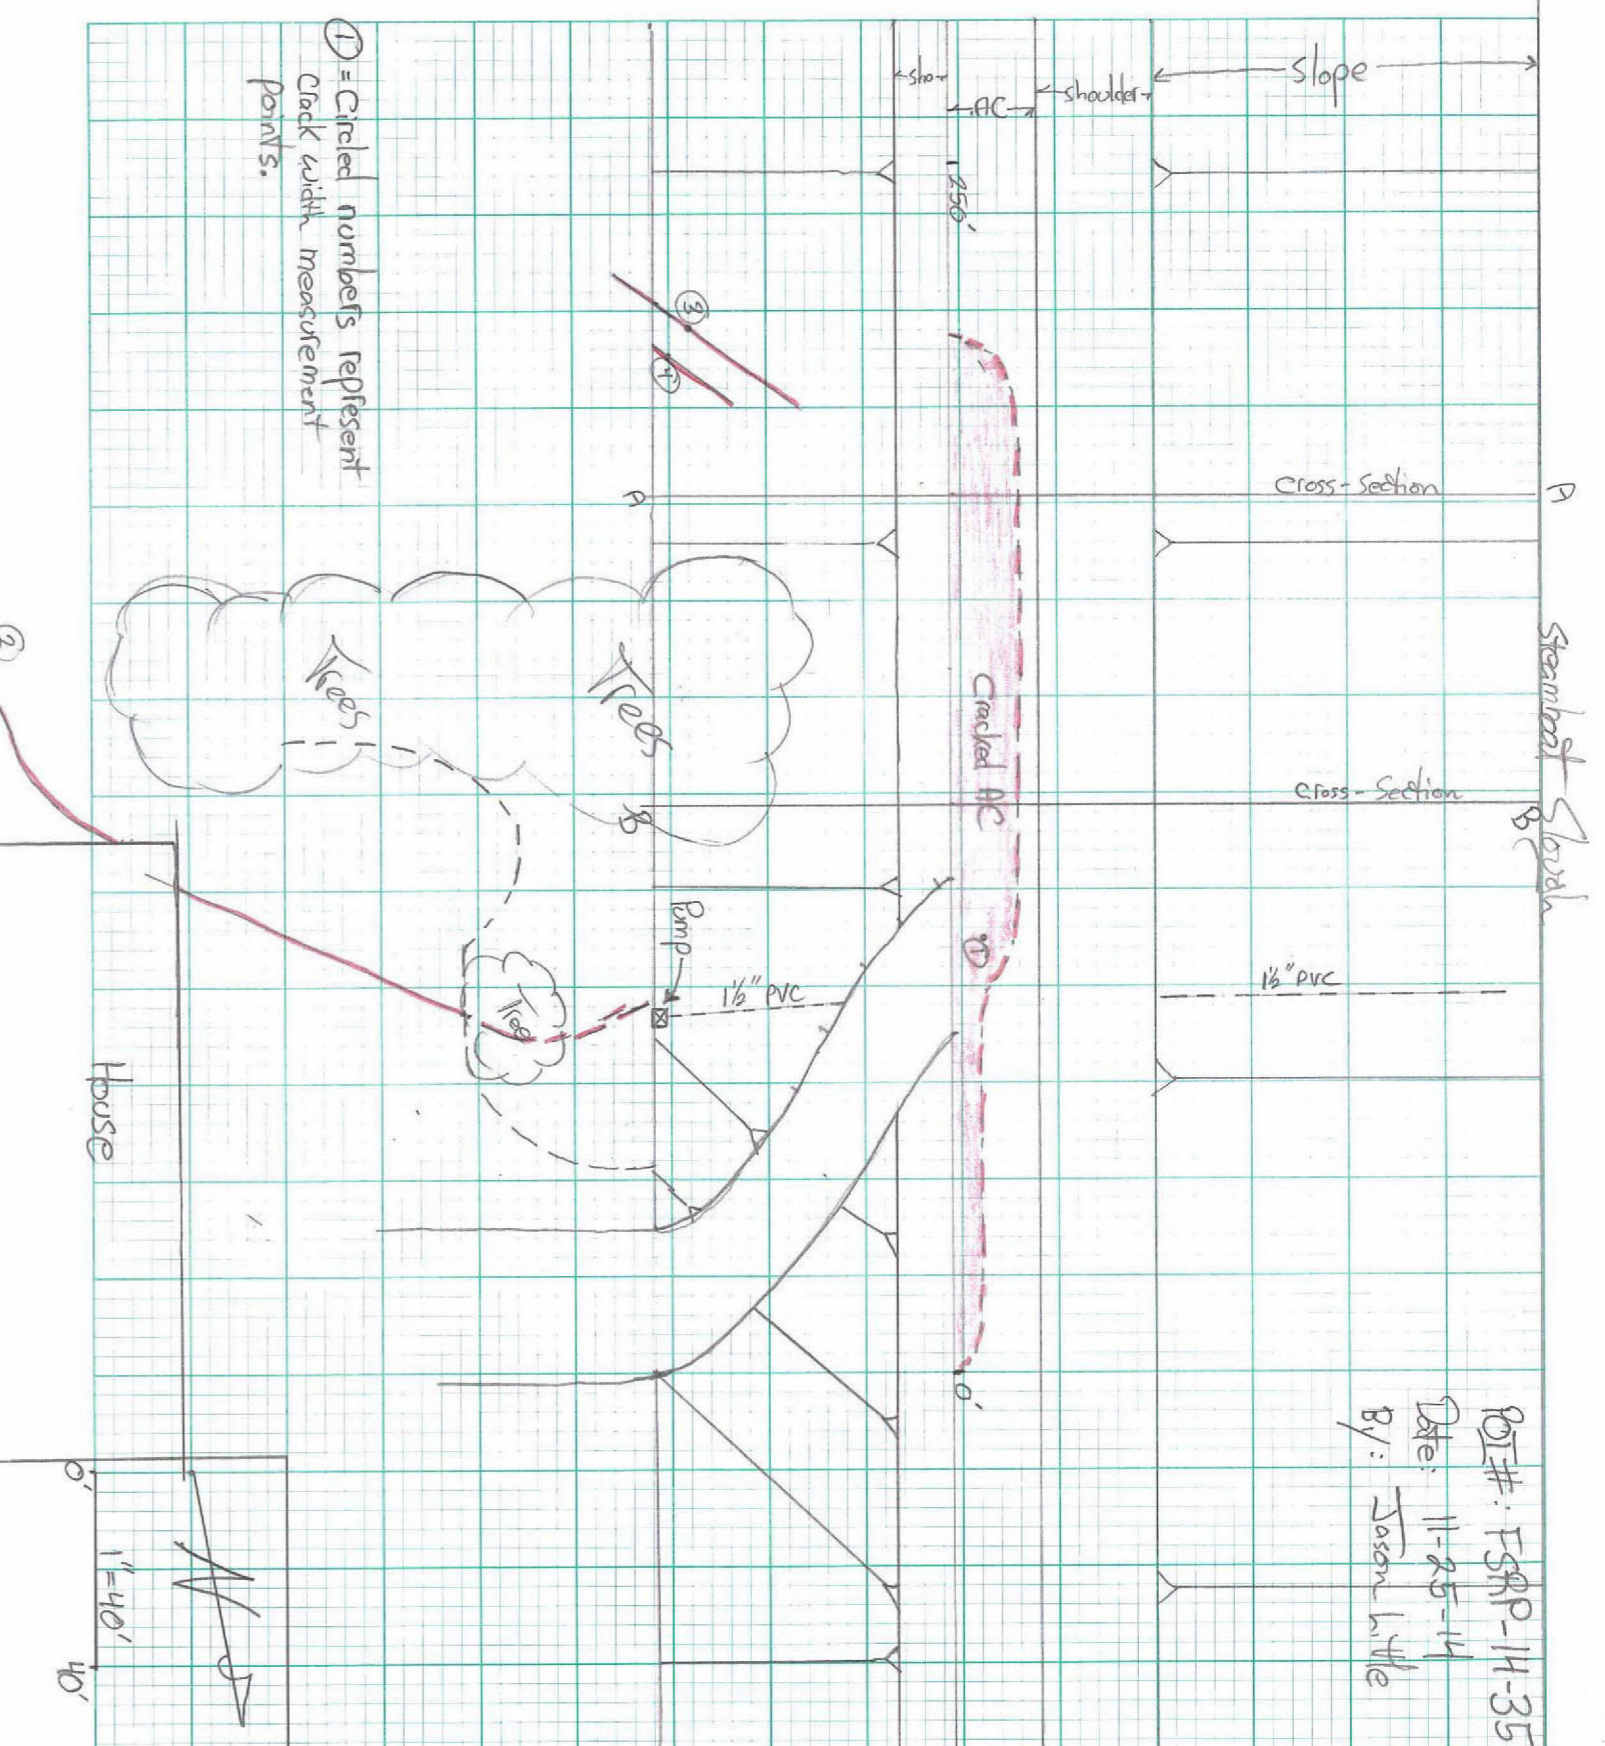 POI#: FSRP-14-35
Date: 11-25-14
By: Jason Little
Steamboat Slough
A
B
Slope
shoulder
AC
sho
Cross-Section
Cross-Section
1½" PVC
250'
Cracked AC
①
0'
③
④
A
B
Trees
Trees
Tree
Pump
1½" PVC
① = Circled numbers represent
Crack width measurement
points.
②
House
N
0'
40'
1"=40'